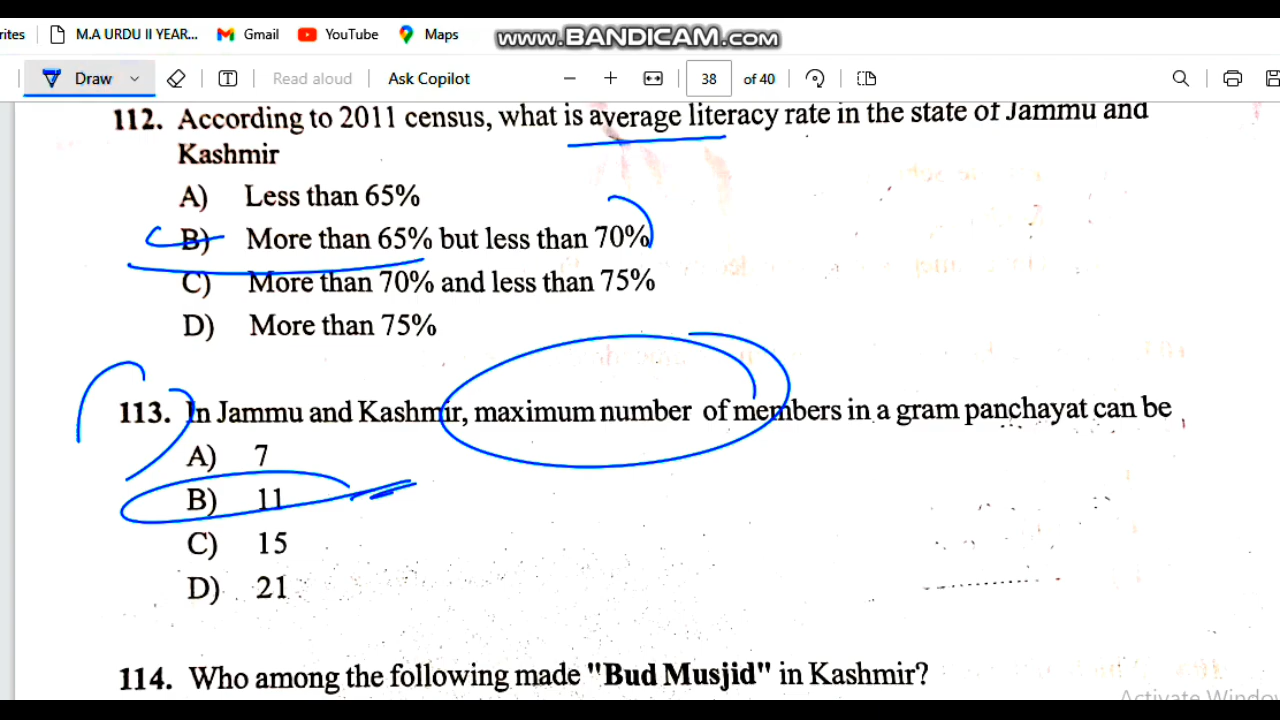 rites M.A URDU II YEAR... Gmail YouTube Maps www.BANDICAM.com
Draw Read aloud Ask Copilot 38 of 40
112. According to 2011 census, what is average literacy rate in the state of Jammu and
Kashmir
A) Less than 65%
B) More than 65% but less than 70%
C) More than 70% and less than 75%
D) More than 75%
113. In Jammu and Kashmir, maximum number of members in a gram panchayat can be
A) 7
B) 11
C) 15
D) 21
114. Who among the following made "Bud Musjid" in Kashmir?
Activate Window